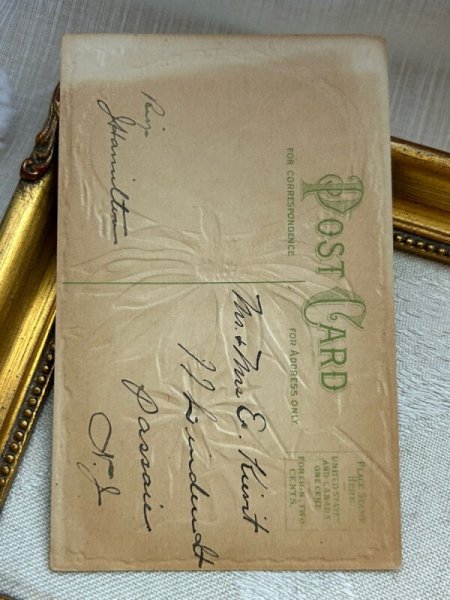 POST CARD
FOR CORRESPONDENCE
FOR ADDRESS ONLY
PLACE STAMP
HERE
UNITED STATES
AND CANADA
ONE CENT
FOREIGN TWO
CENTS.
J Hamilton
Mr. & Mrs E.
Passaic
N. J